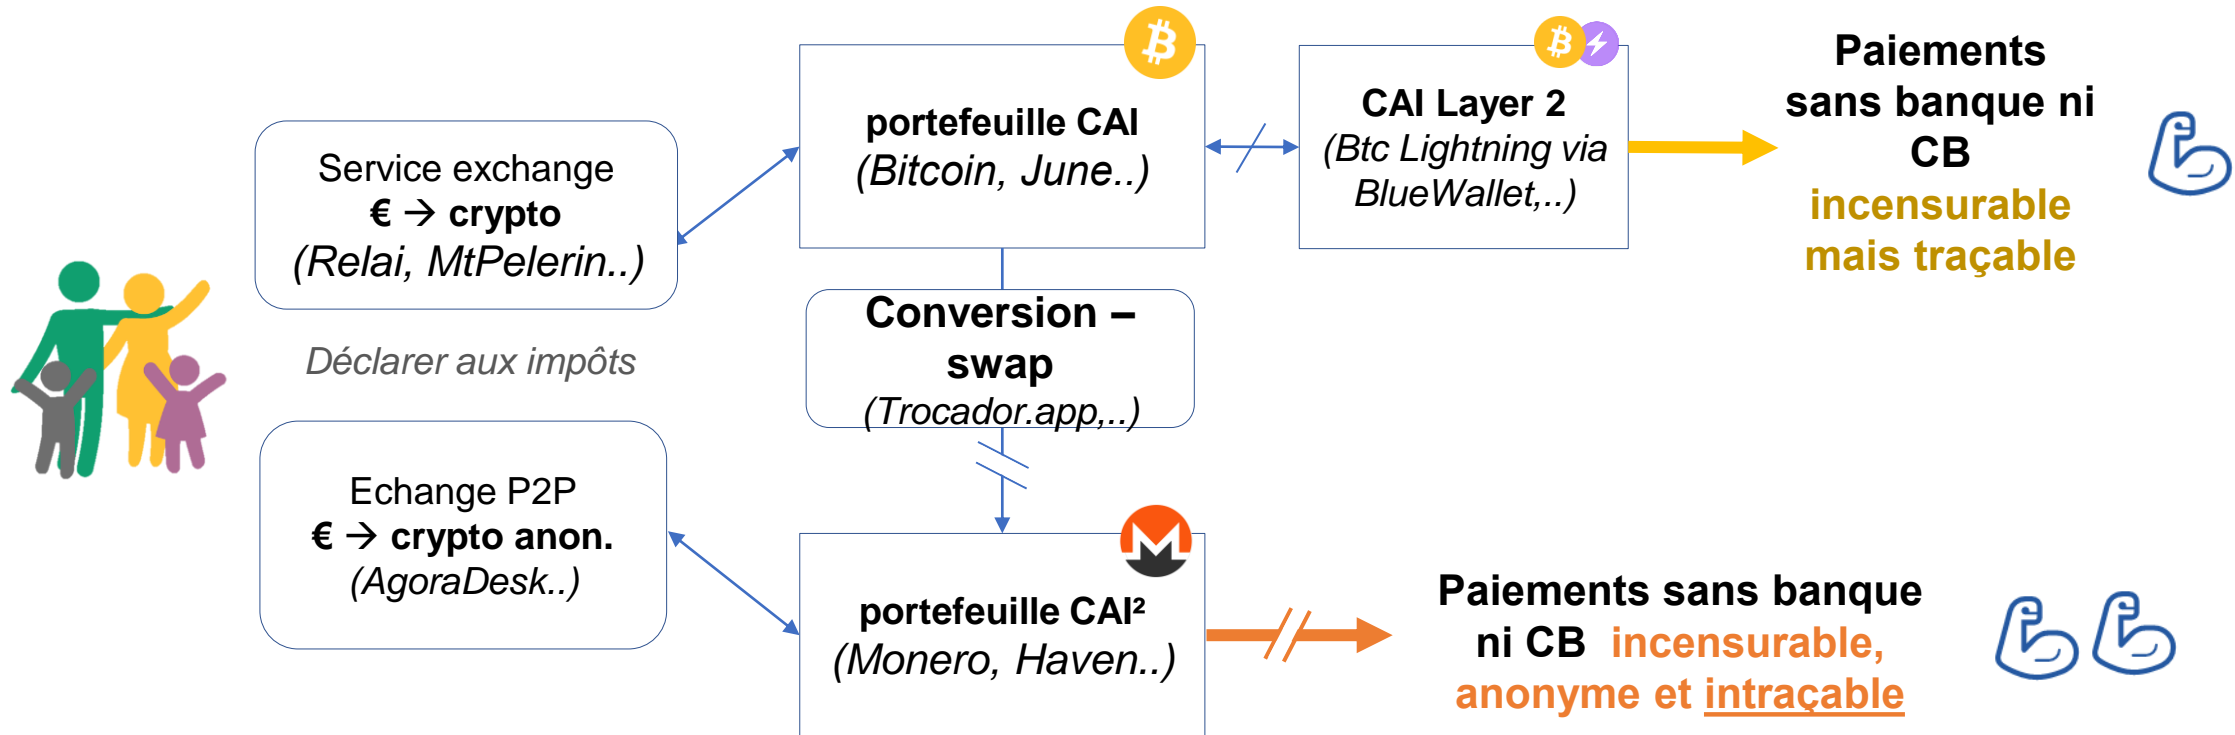 Service exchange
€ → crypto
(Relai, MtPelerin..)
Déclarer aux impôts
Echange P2P
€ → crypto anon.
(AgoraDesk..)
portefeuille CAI
(Bitcoin, June..)
Conversion –
swap
(Trocador.app,..)
portefeuille CAI²
(Monero, Haven..)
CAI Layer 2
(Btc Lightning via
BlueWallet,..)
Paiements
sans banque ni
CB
incensurable
mais traçable
Paiements sans banque
ni CB incensurable,
anonyme et intraçable